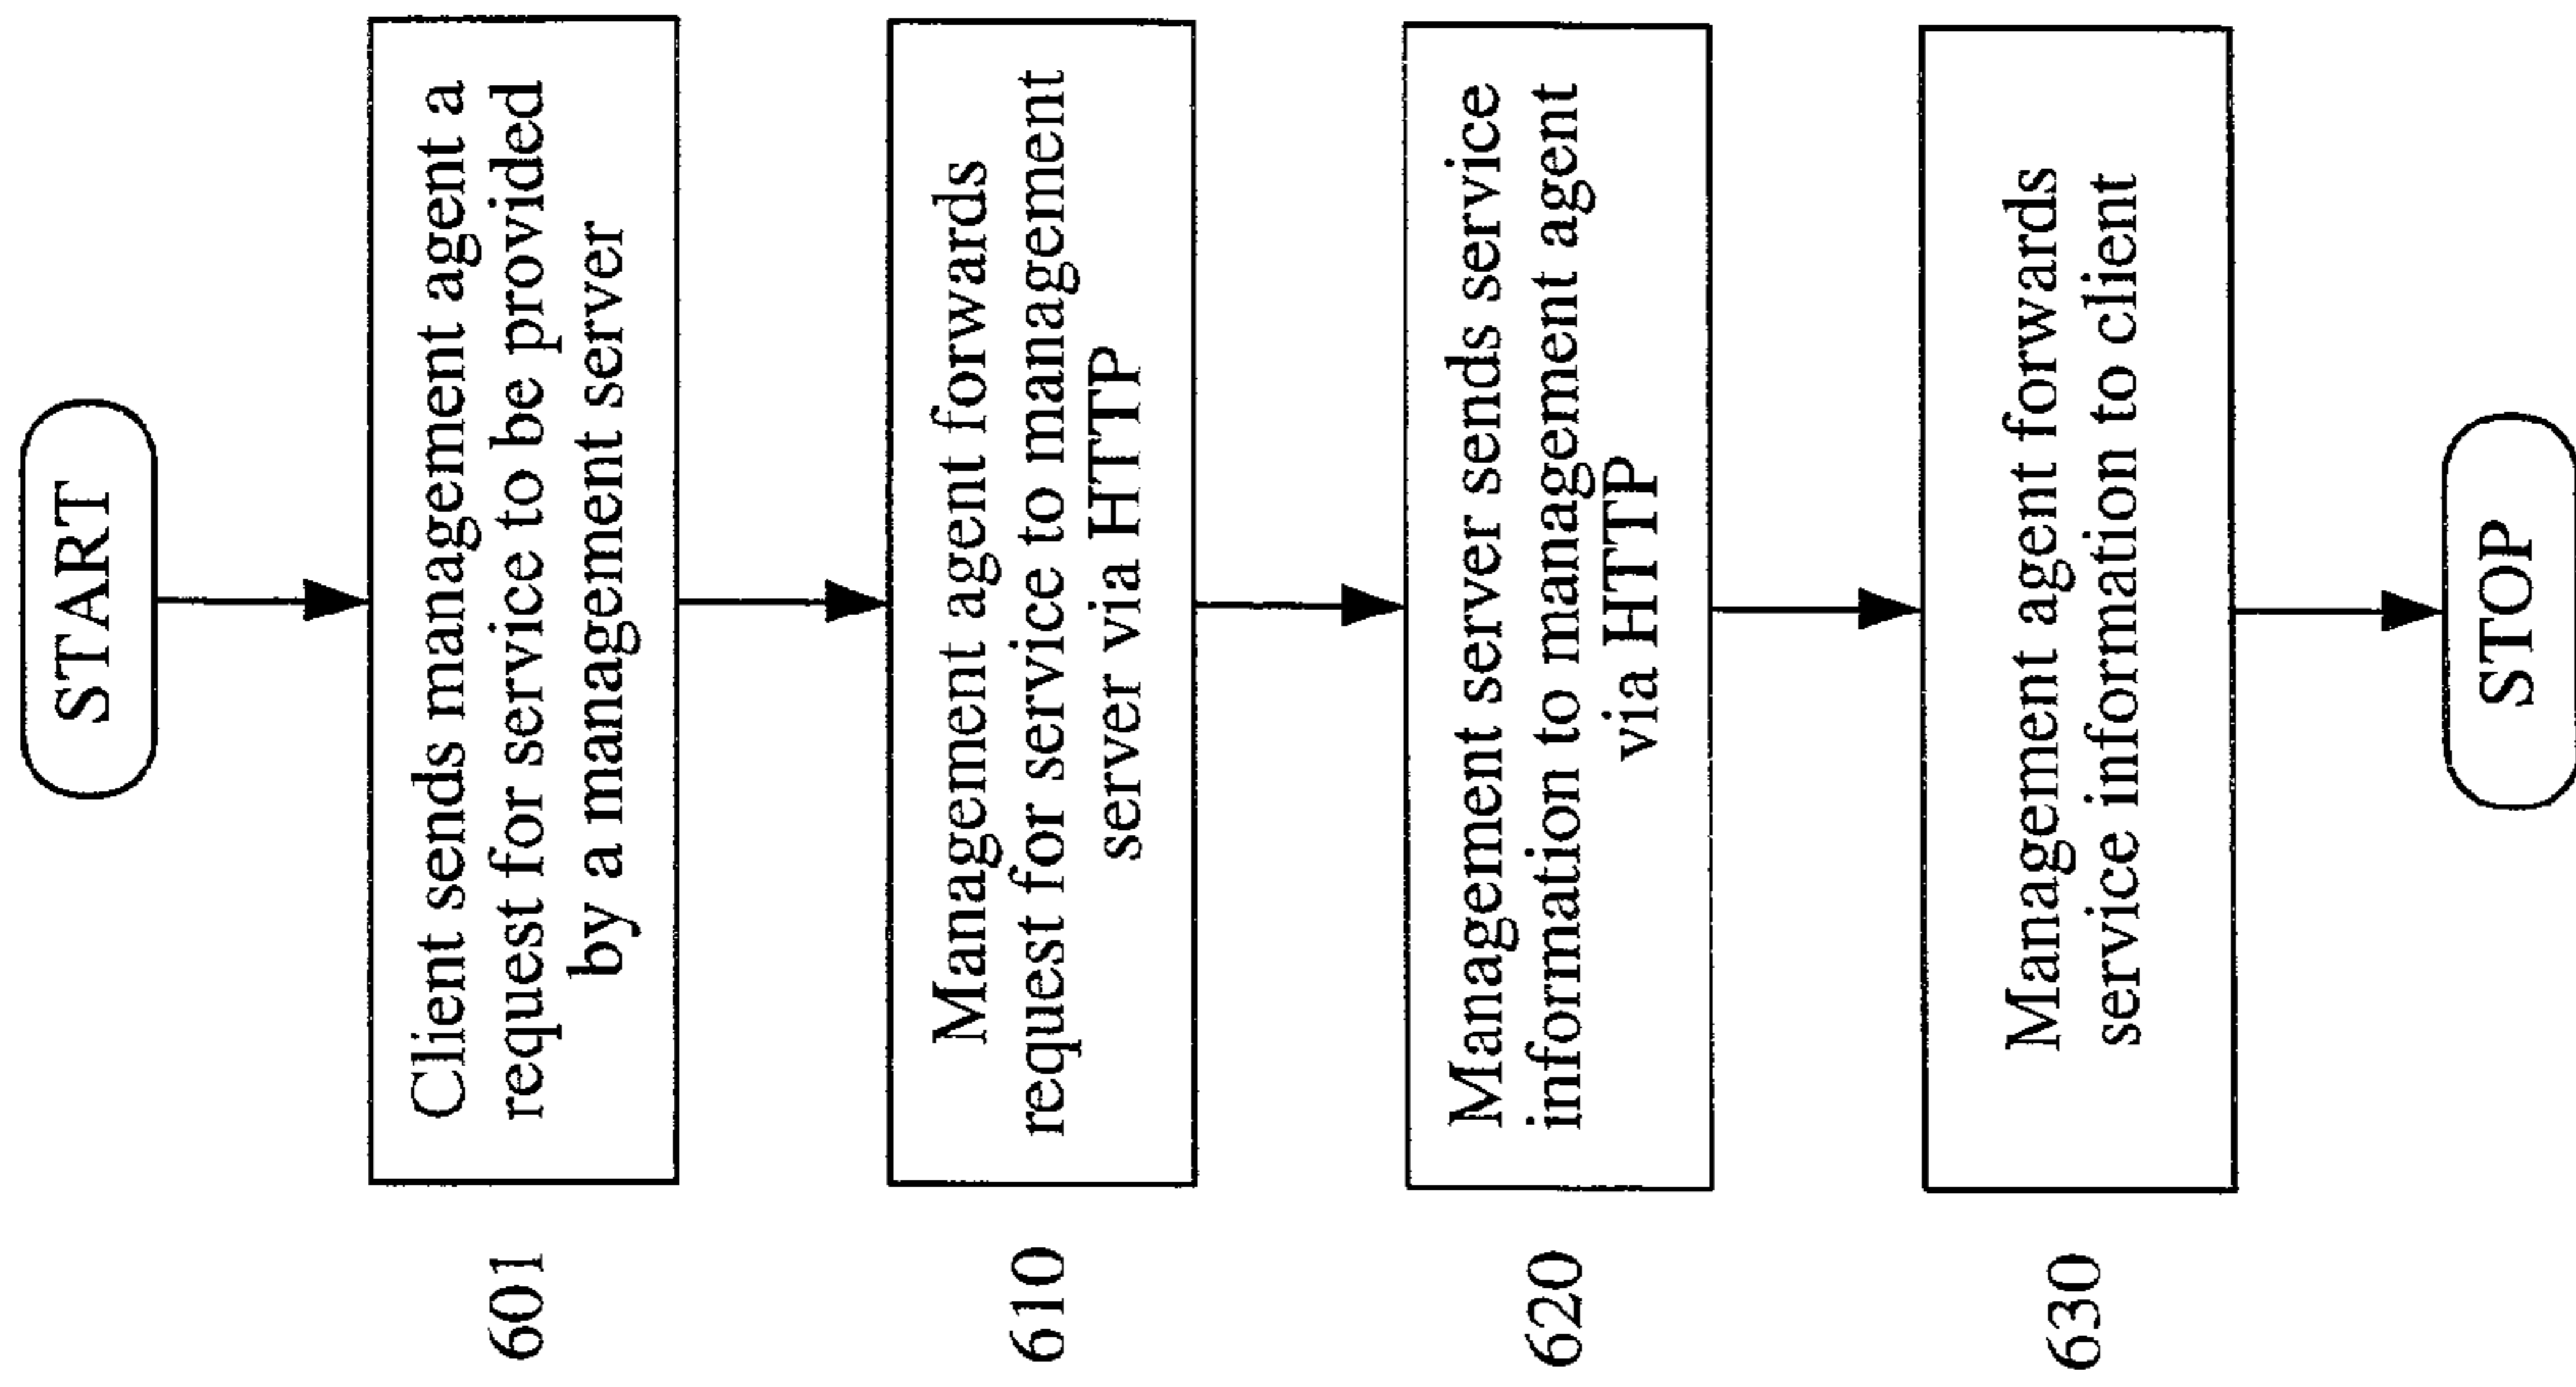 START
601
Client sends management agent a
request for service to be provided
by a management server
610
Management agent forwards
request for service to management
server via HTTP
620
Management server sends service
information to management agent
via HTTP
630
Management agent forwards
service information to client
STOP